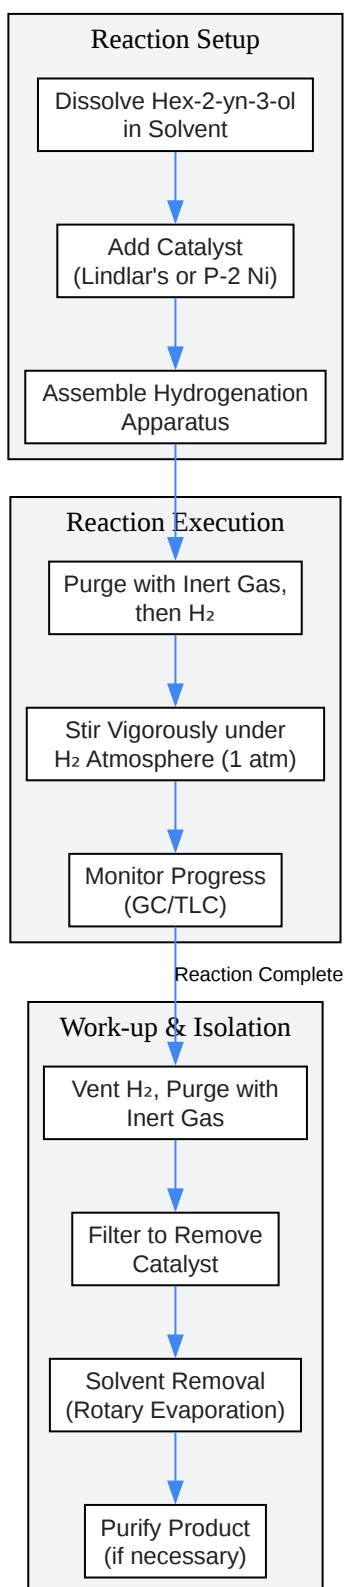 Reaction Setup
Dissolve Hex-2-yn-3-ol
in Solvent
Add Catalyst
(Lindlar's or P-2 Ni)
Assemble Hydrogenation
Apparatus
Reaction Execution
Purge with Inert Gas,
then H₂
Stir Vigorously under
H₂ Atmosphere (1 atm)
Monitor Progress
(GC/TLC)
Reaction Complete
Work-up & Isolation
Vent H₂, Purge with
Inert Gas
Filter to Remove
Catalyst
Solvent Removal
(Rotary Evaporation)
Purify Product
(if necessary)